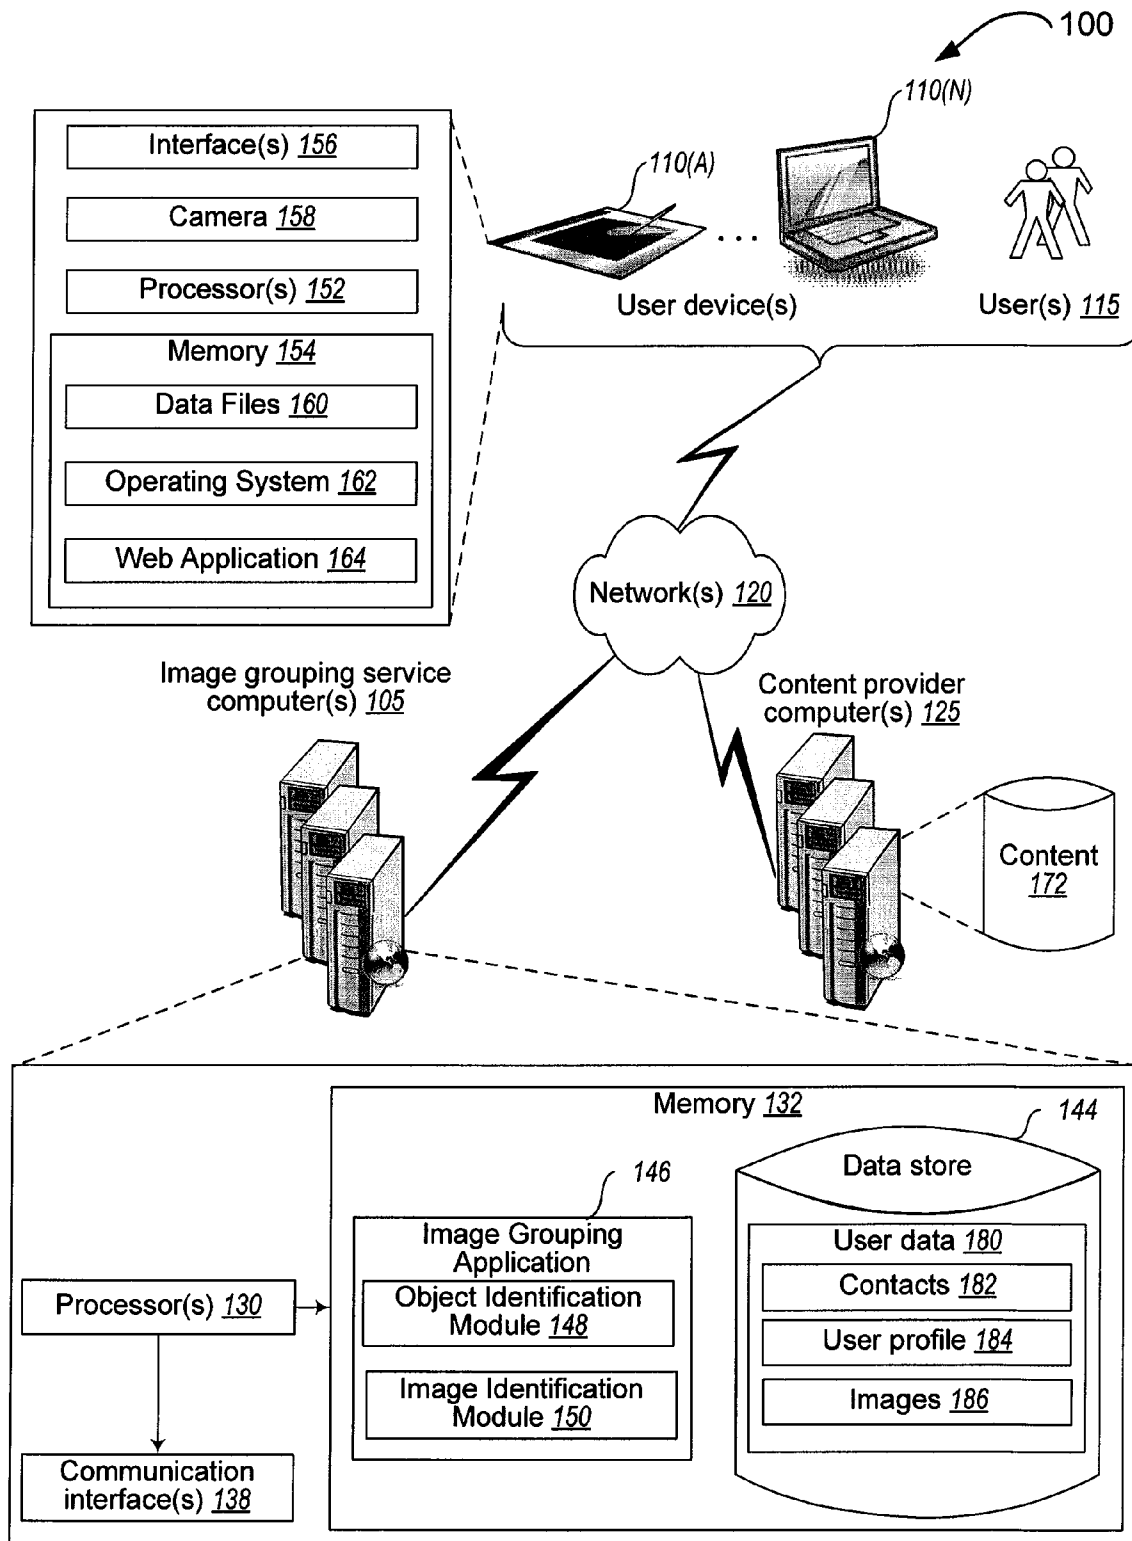 100
110(N)
110(A)
Interface(s) 156
Camera 158
Processor(s) 152
Memory 154
Data Files 160
Operating System 162
Web Application 164
. . .
User device(s)
User(s) 115
Network(s) 120
Image grouping service
computer(s) 105
Content provider
computer(s) 125
Content
172
Memory 132
144
Data store
146
Image Grouping
Application
Object Identification
Module 148
Image Identification
Module 150
User data 180
Contacts 182
User profile 184
Images 186
Processor(s) 130
Communication
interface(s) 138